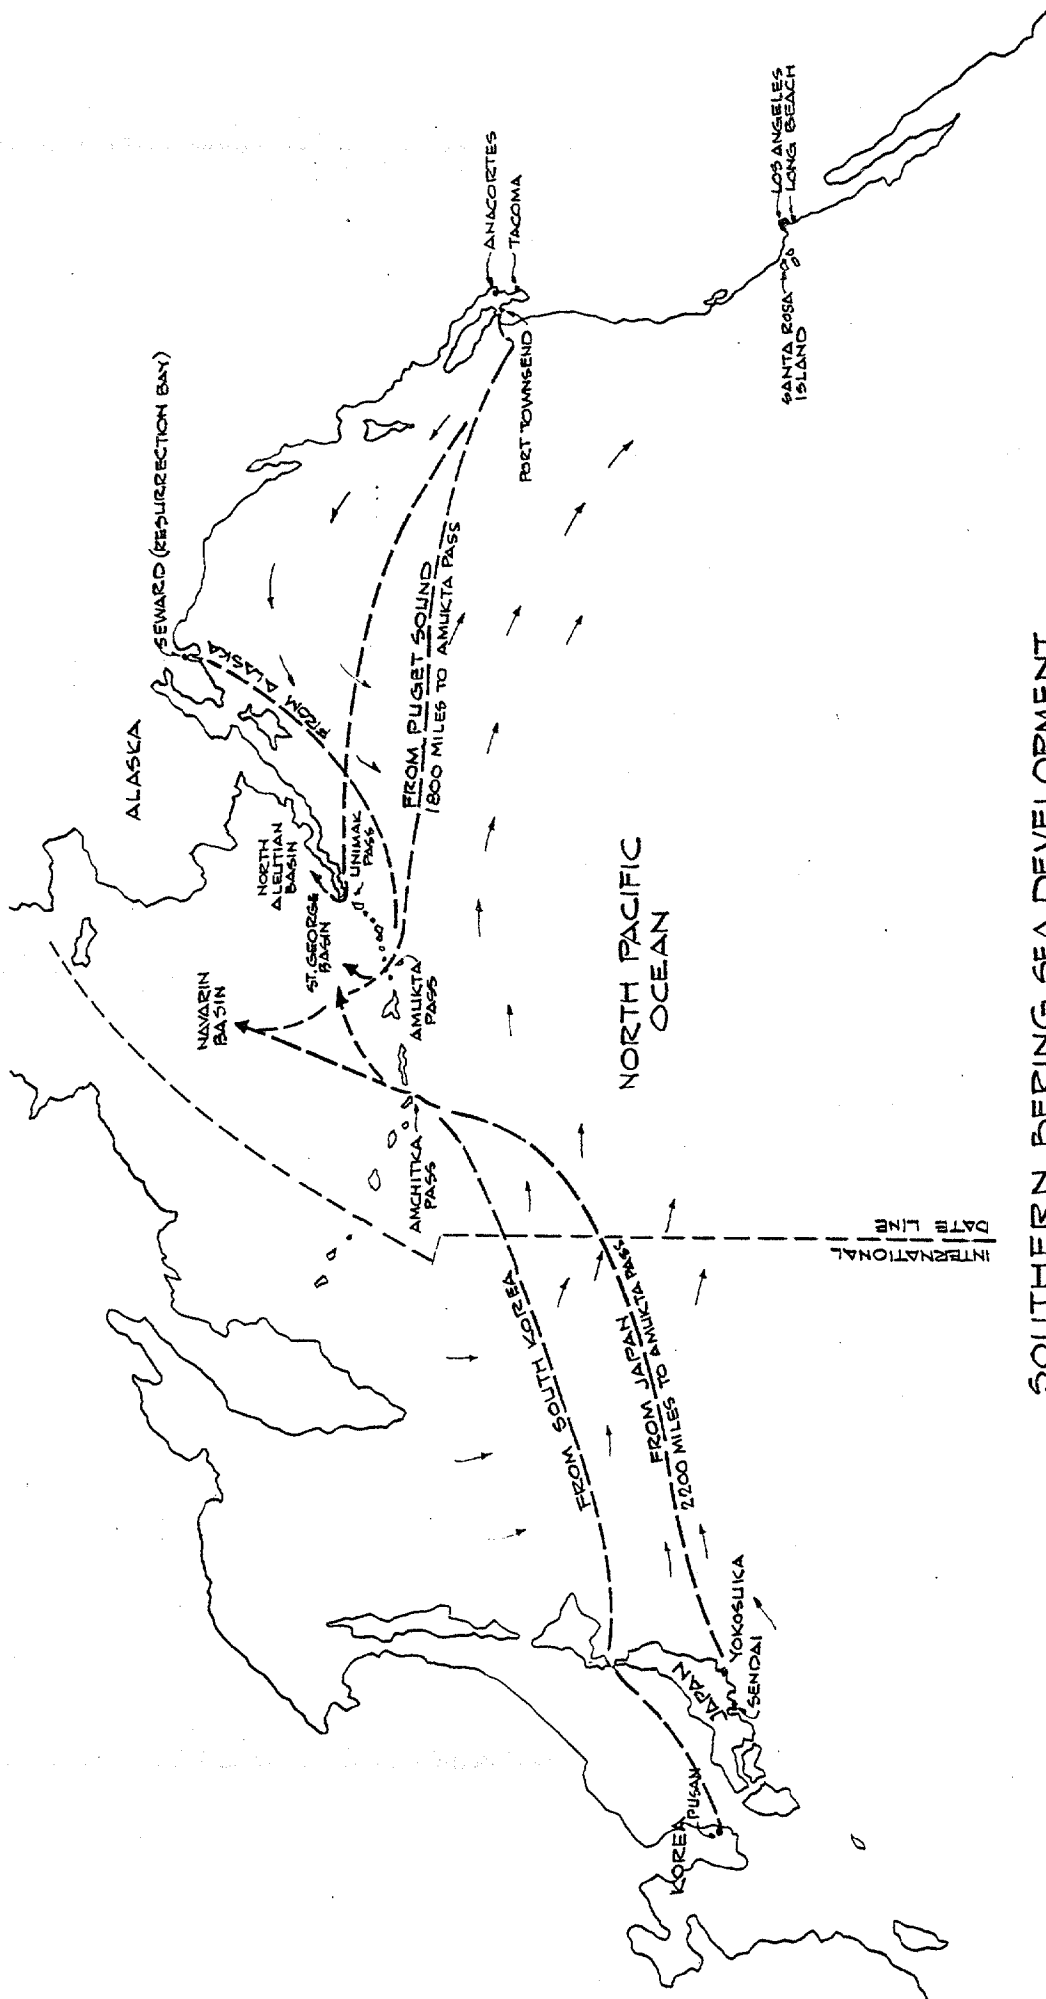 ALASKA
SEWARD (RESURRECTION BAY)
NAVARIN
BASIN
NORTH
ALEUTIAN
BASIN
ST. GEORGE
BASIN
UNIMAK
PASS
FROM ALASKA
AMCHITKA
PASS
AMUKTA
PASS
FROM PUGET SOUND
1800 MILES TO AMUKTA PASS
ANACORTES
TACOMA
PORT TOWNSEND
FROM SOUTH KOREA
FROM JAPAN
2200 MILES TO AMUKTA PASS
NORTH PACIFIC
OCEAN
KOREA
PUSAN
JAPAN
YOKOSUKA
SENDAI
INTERNATIONAL
DATE LINE
SANTA ROSA
ISLAND
LOS ANGELES
LONG BEACH
SOUTHERN BERING SEA DEVELOPMENT